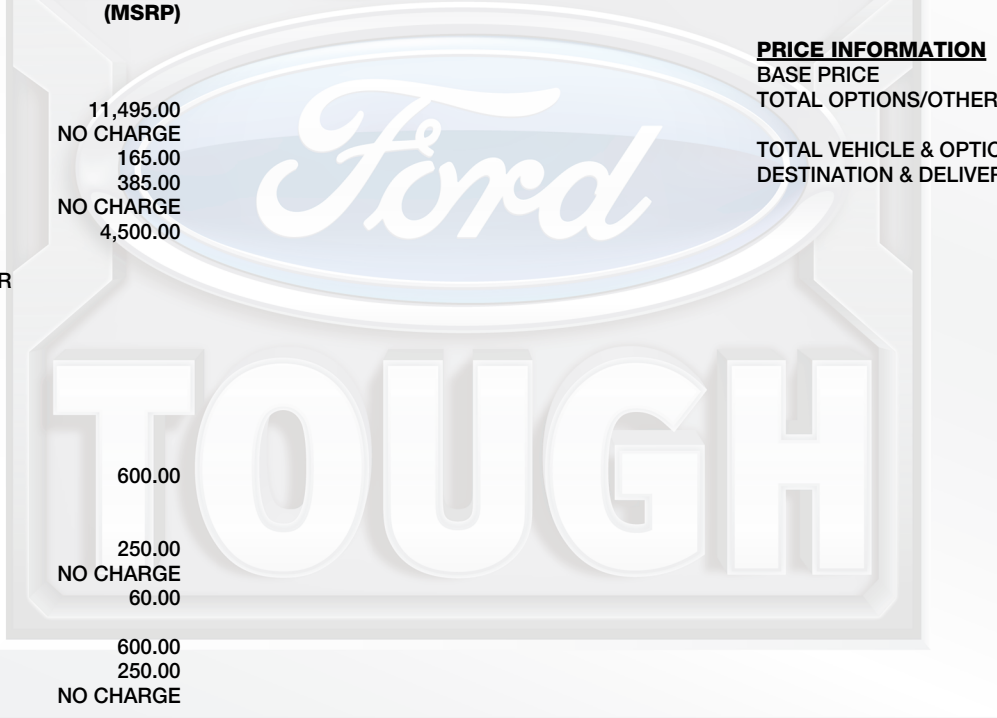 (MSRP)
11,495.00
NO CHARGE
165.00
385.00
NO CHARGE
4,500.00
R
600.00
250.00
NO CHARGE
60.00
600.00
250.00
NO CHARGE
PRICE INFORMATION
BASE PRICE
TOTAL OPTIONS/OTHER
TOTAL VEHICLE & OPTIO
DESTINATION & DELIVER
Ford
TOUGH